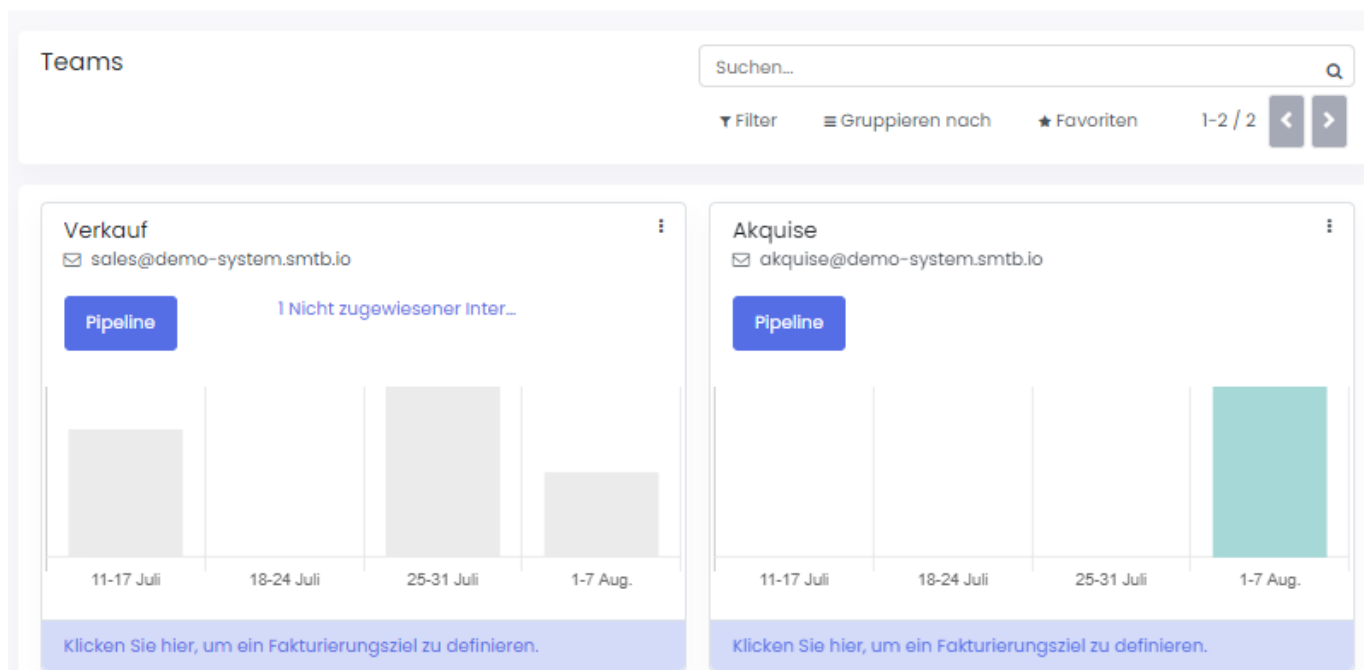 Teams
Suchen...
Filter
Gruppieren nach
Favoriten
1-2 / 2
Verkauf
sales@demo-system.smtb.io
Pipeline
1 Nicht zugewiesener Inter...
11-17 Juli
18-24 Juli
25-31 Juli
1-7 Aug.
Klicken Sie hier, um ein Fakturierungsziel zu definieren.
Akquise
akquise@demo-system.smtb.io
Pipeline
11-17 Juli
18-24 Juli
25-31 Juli
1-7 Aug.
Klicken Sie hier, um ein Fakturierungsziel zu definieren.